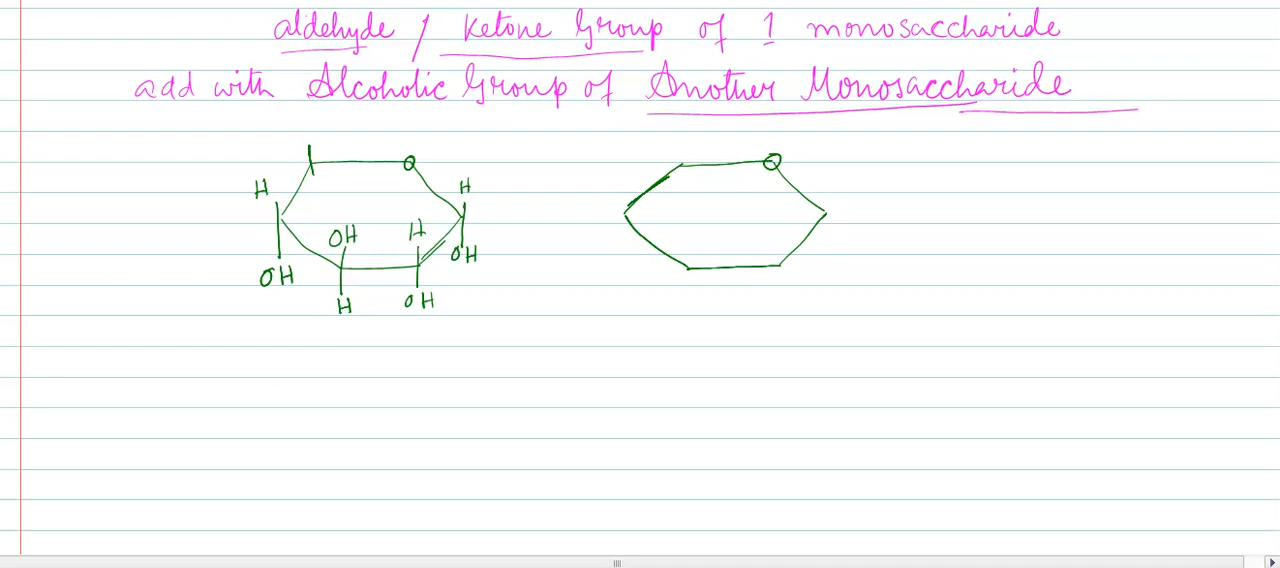 aldehyde / Ketone Group of 1 monosaccharide
add with Alcoholic Group of Another Monosaccharide
O O
H H
OH H
OH OH
H OH